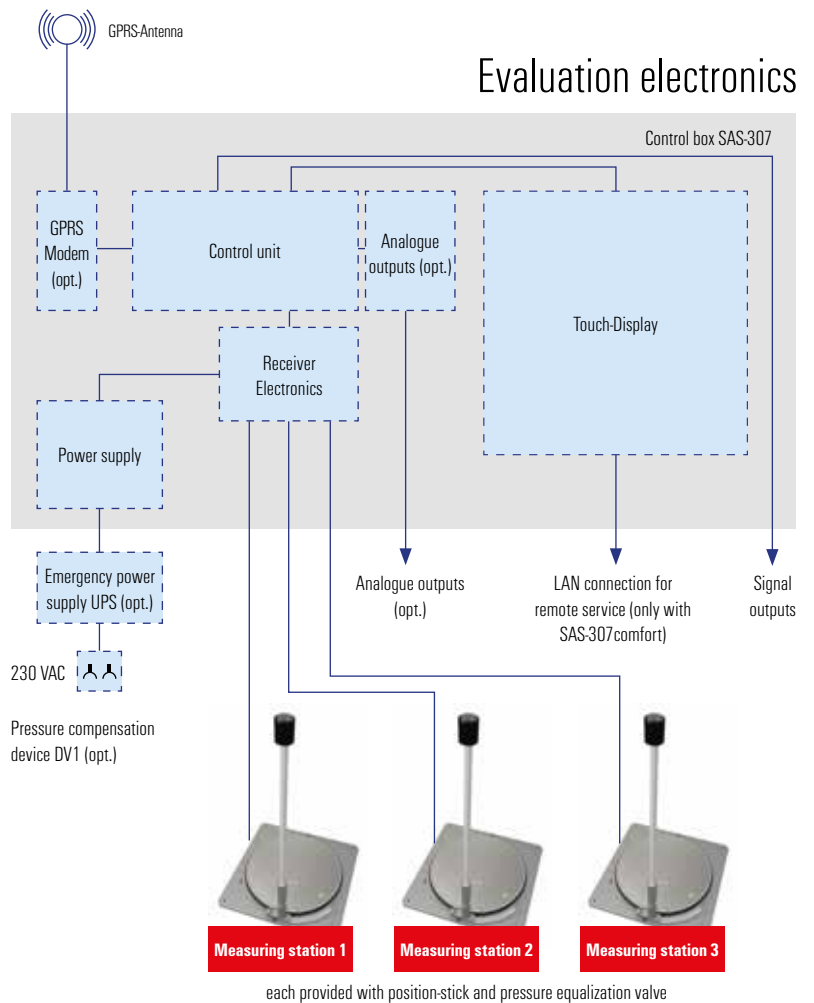 GPRS-Antenna
Evaluation electronics
Control box SAS-307
GPRS
Modem
(opt.)
Control unit
Analogue
outputs (opt.)
Touch-Display
Receiver
Electronics
Power supply
Emergency power
supply UPS (opt.)
Analogue outputs
(opt.)
LAN connection for
remote service (only with
SAS-307comfort)
Signal
outputs
230 VAC
Pressure compensation
device DV1 (opt.)
Measuring station 1
Measuring station 2
Measuring station 3
each provided with position-stick and pressure equalization valve